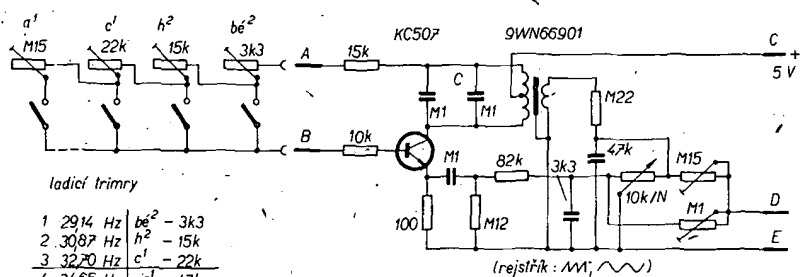 a¹ c¹ h² bé²
M15 22k 15k 3k3
A 15k KC507 9WN66901 C +
5 V
C
M1 M1
M22
B 10k
47k
M1 82k 3k3 M15
10k/N
M1 D
100 M12
E
(rejstřík:
ladicí trimry
1 29,14 Hz bé² – 3k3
2 30,87 Hz h² – 15k
3 32,70 Hz c¹ – 22k